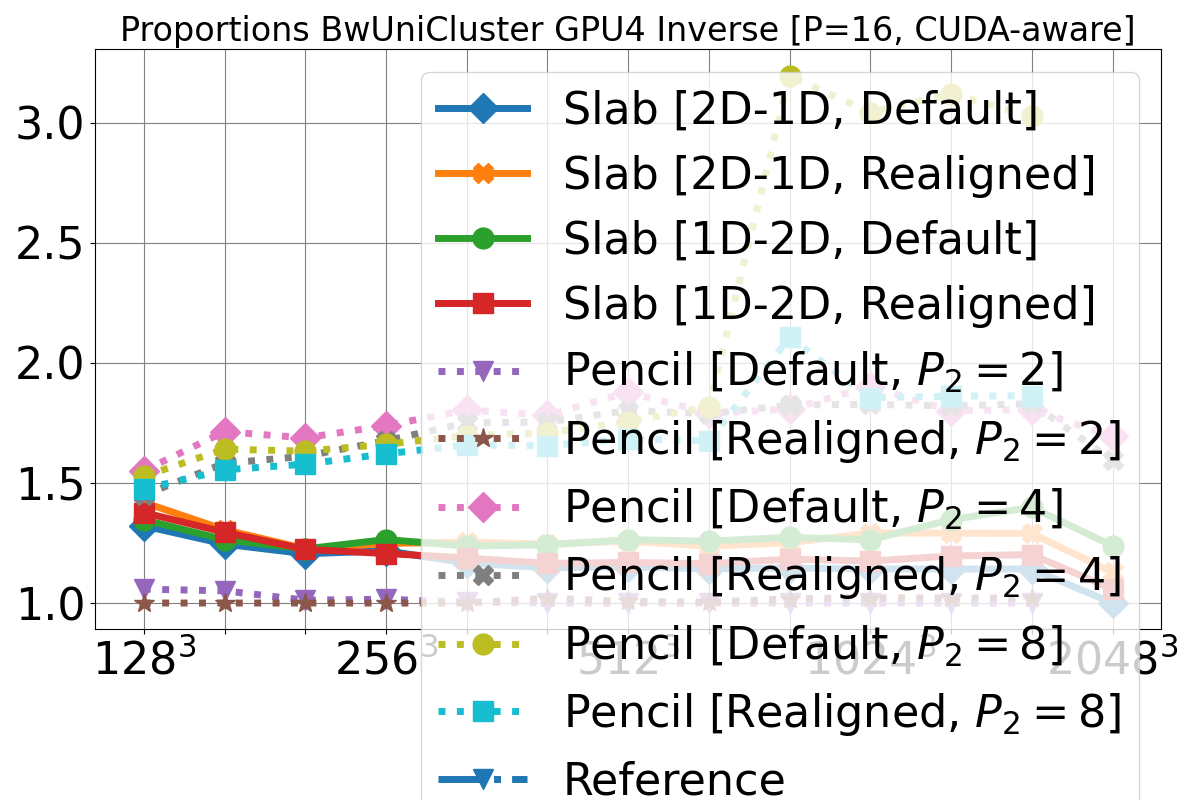 Proportions BwUniCluster GPU4 Inverse [P=16, CUDA-aware]
3.0
2.5
2.0
1.5
1.0
128³
256³
512³
1024³
2048³
Slab [2D-1D, Default]
Slab [2D-1D, Realigned]
Slab [1D-2D, Default]
Slab [1D-2D, Realigned]
Pencil [Default, P₂ = 2]
Pencil [Realigned, P₂ = 2]
Pencil [Default, P₂ = 4]
Pencil [Realigned, P₂ = 4]
Pencil [Default, P₂ = 8]
Pencil [Realigned, P₂ = 8]
Reference